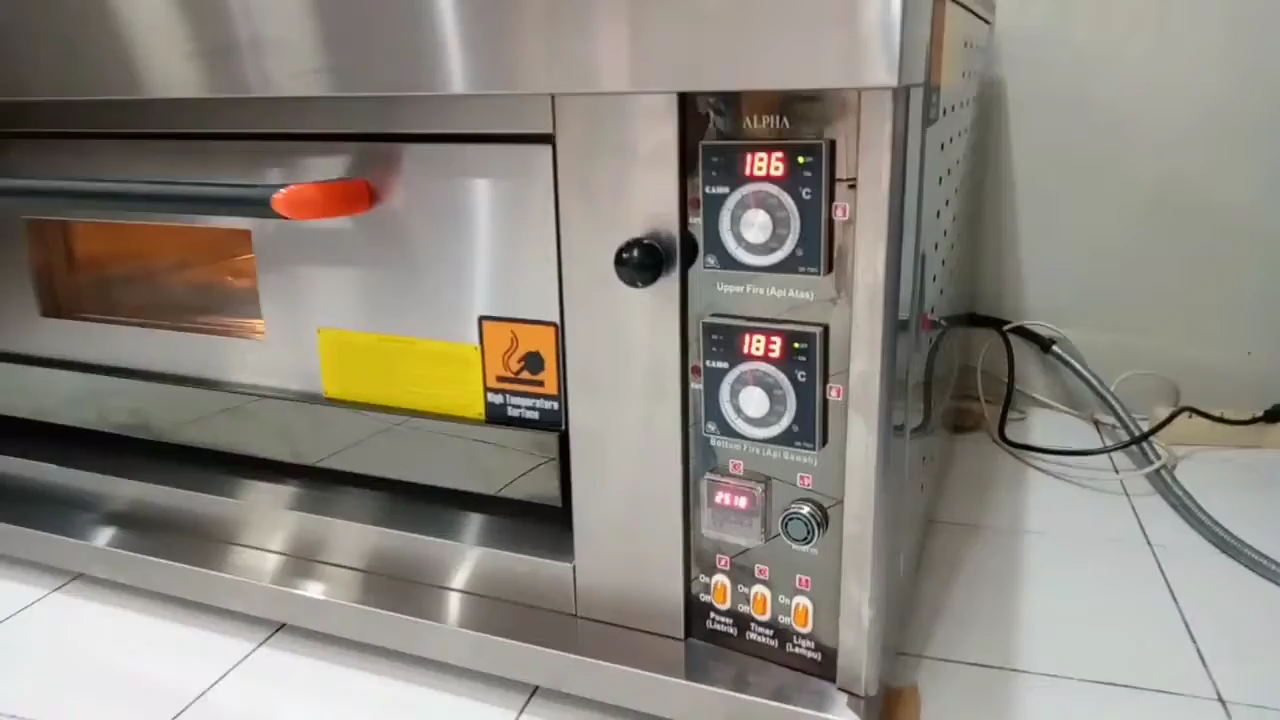 ALPHA
186
°C
Upper Fire (Api Atas)
183
°C
Bottom Fire (Api Bawah)
High Temperature
Surface
Alarm
On
Off
On
Off
On
Off
Power
(Listrik)
Timer
(Waktu)
Light
(Lampu)